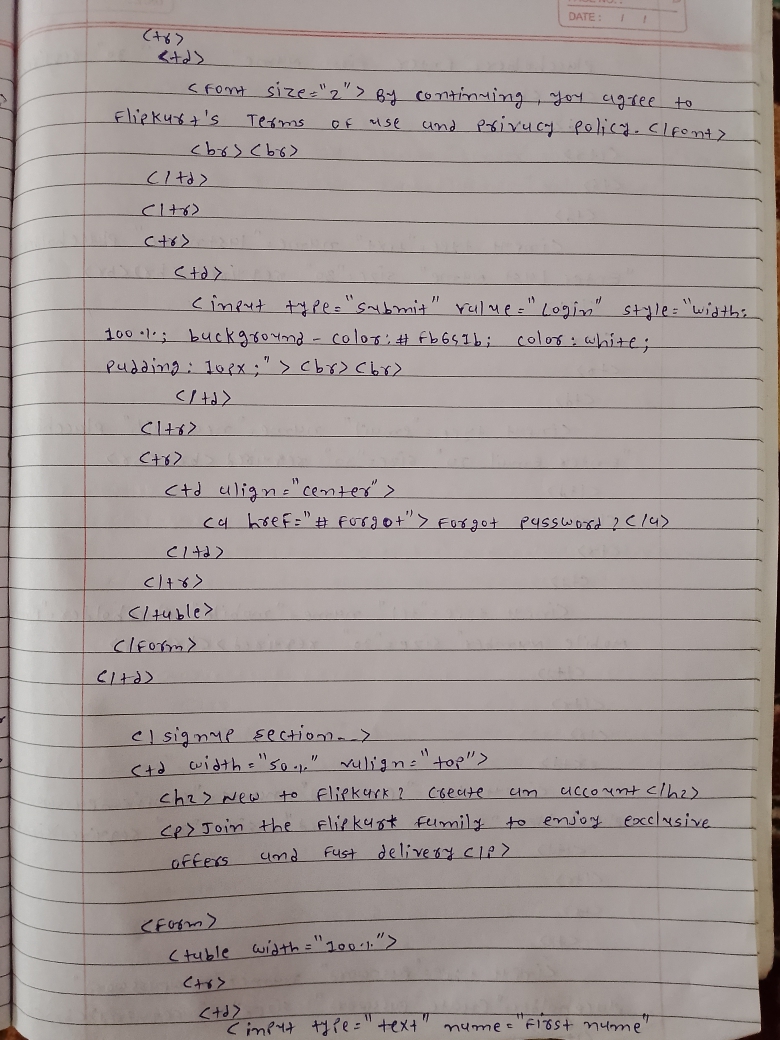 DATE: / /
<tr>
<td>
<font size="2"> By continuing, you agree to
Flipkart's Terms of use and privacy policy. </font>
<br><br>
</td>
</tr>
<tr>
<td>
<input type="submit" value="Login" style="width:
100%; background-color:# fb651b; color: white;
padding: 10px;"> <br><br>
</td>
</tr>
<tr>
<td align="center">
<a href="# Forgot"> Forgot password? </a>
</td>
</tr>
</table>
</form>
</td>
<! signup section -->
<td width="50%" valign="top">
<h2> New to Flipkark? Create an account </h2>
<p> Join the Flipkart family to enjoy exclusive
offers and fast delivery </p>
<form>
<table width="100%">
<tr>
<td>
<input type="text" name="First name"